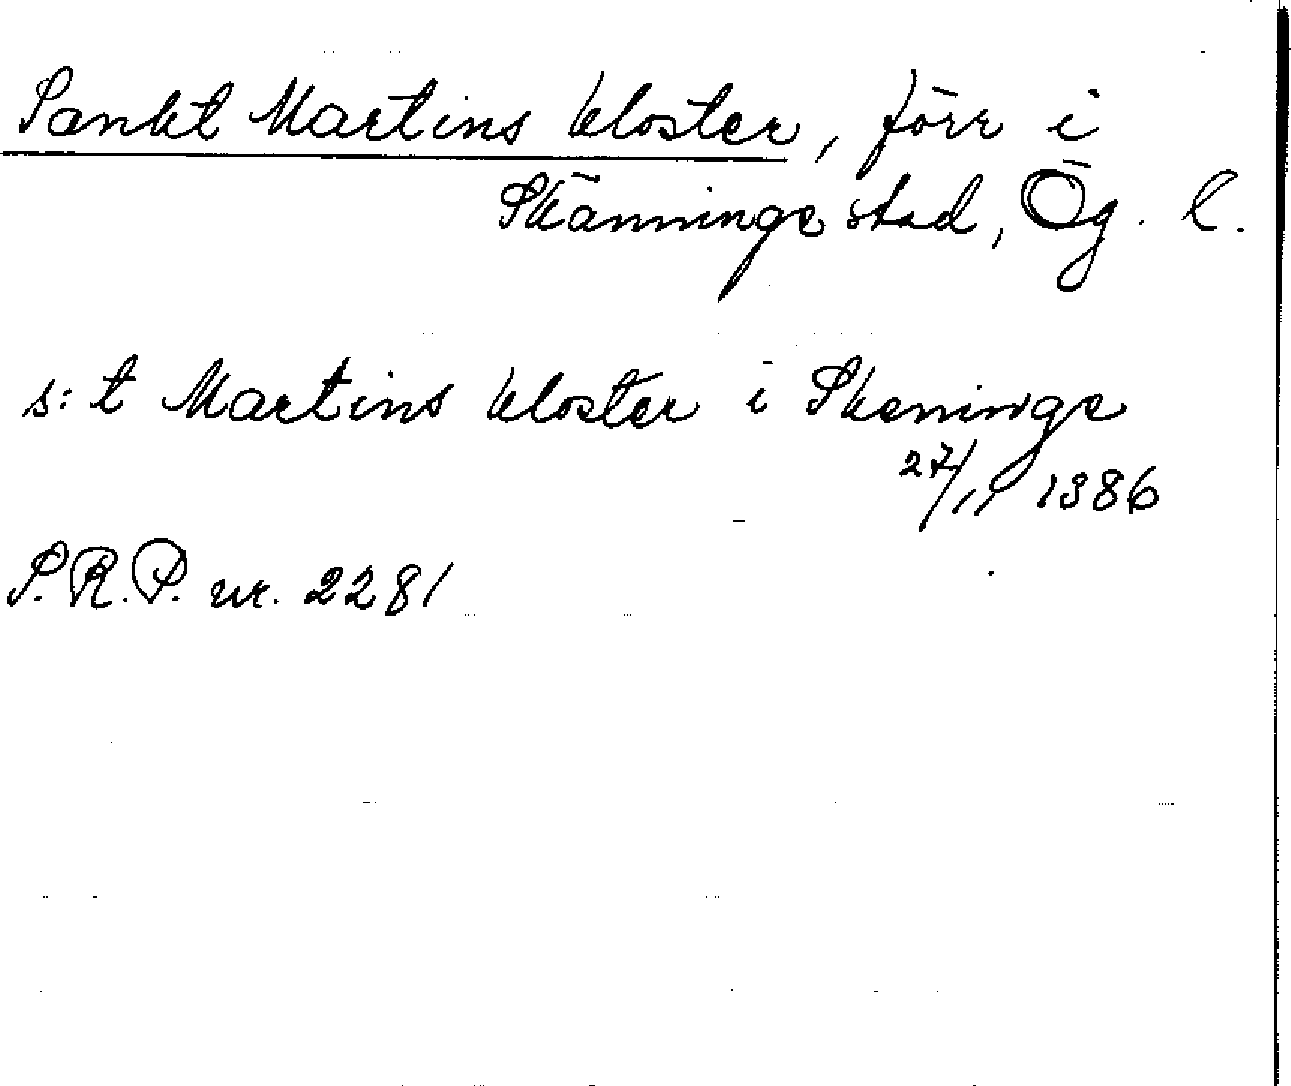 Sankt Martins kloster, förr i
Skänninge stad, Ög. l.
s:t Martins kloster i Skeninge
27/11 1386
S.R.P. nr. 2281